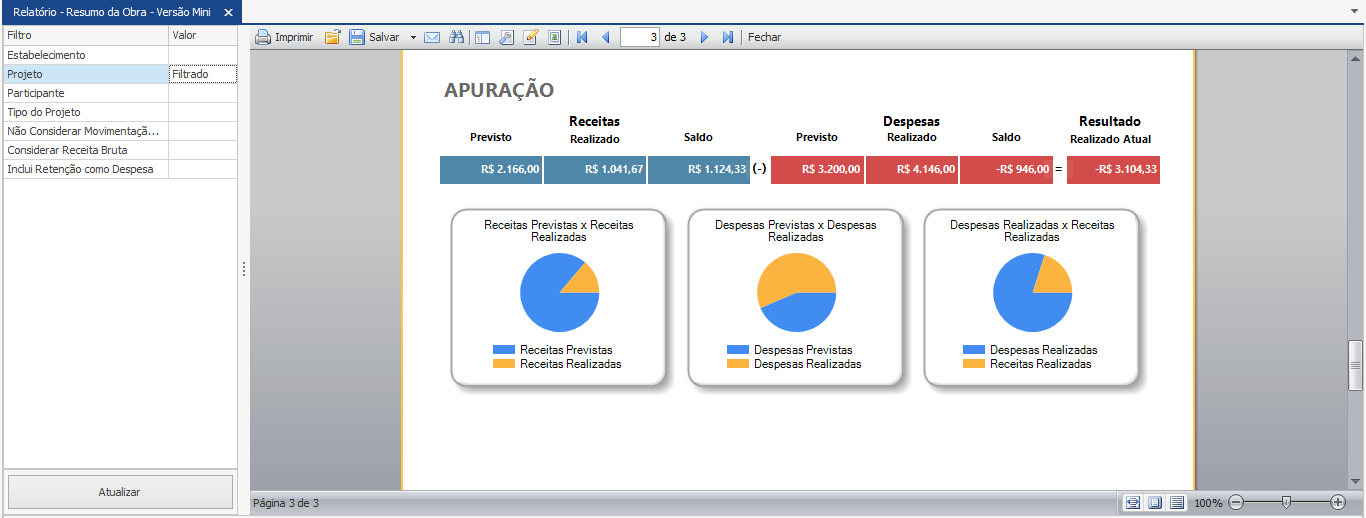 Relatório - Resumo da Obra - Versão Mini
Filtro Valor
Estabelecimento
Projeto Filtrado
Participante
Tipo do Projeto
Não Considerar Movimentaçã...
Considerar Receita Bruta
Inclui Retenção como Despesa
Atualizar
Imprimir Salvar 3 de 3 Fechar
APURAÇÃO
Receitas Despesas Resultado
Previsto Realizado Saldo Previsto Realizado Saldo Realizado Atual
R$ 2.166,00 R$ 1.041,67 R$ 1.124,33 (-) R$ 3.200,00 R$ 4.146,00 -R$ 946,00 = -R$ 3.104,33
Receitas Previstas x Receitas
Realizadas
Receitas Previstas
Receitas Realizadas
Despesas Previstas x Despesas
Realizadas
Despesas Previstas
Despesas Realizadas
Despesas Realizadas x Receitas
Realizadas
Despesas Realizadas
Receitas Realizadas
Página 3 de 3 100%